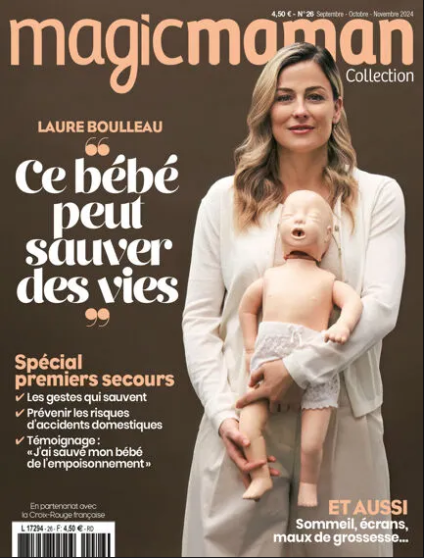 4,50 € - N°26 Septembre - Octobre - Novembre 2024
magicmaman
Collection
LAURE BOULLEAU
“
Ce bébé
peut
sauver
des vies
”
Spécial
premiers secours
✔ Les gestes qui sauvent
✔ Prévenir les risques
d'accidents domestiques
✔ Témoignage :
« J'ai sauvé mon bébé
de l'empoisonnement »
En partenariat avec
la Croix-Rouge française
L 17294 - 26 - F: 4,50 € - RD
ET AUSSI
Sommeil, écrans,
maux de grossesse...